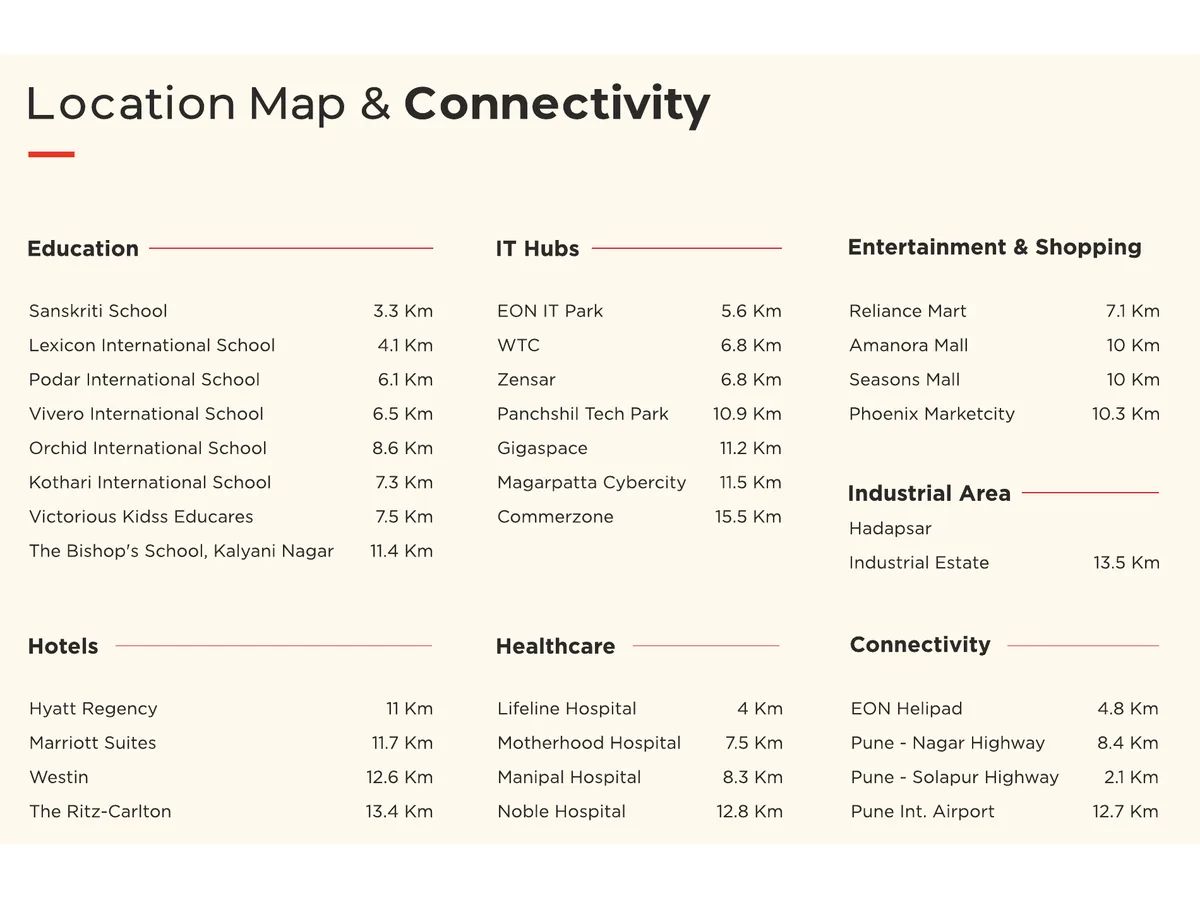 Location Map & Connectivity
Education
Sanskriti School 3.3 Km
Lexicon International School 4.1 Km
Podar International School 6.1 Km
Vivero International School 6.5 Km
Orchid International School 8.6 Km
Kothari International School 7.3 Km
Victorious Kidss Educares 7.5 Km
The Bishop's School, Kalyani Nagar 11.4 Km
IT Hubs
EON IT Park 5.6 Km
WTC 6.8 Km
Zensar 6.8 Km
Panchshil Tech Park 10.9 Km
Gigaspace 11.2 Km
Magarpatta Cybercity 11.5 Km
Commerzone 15.5 Km
Entertainment & Shopping
Reliance Mart 7.1 Km
Amanora Mall 10 Km
Seasons Mall 10 Km
Phoenix Marketcity 10.3 Km
Industrial Area
Hadapsar
Industrial Estate 13.5 Km
Hotels
Hyatt Regency 11 Km
Marriott Suites 11.7 Km
Westin 12.6 Km
The Ritz-Carlton 13.4 Km
Healthcare
Lifeline Hospital 4 Km
Motherhood Hospital 7.5 Km
Manipal Hospital 8.3 Km
Noble Hospital 12.8 Km
Connectivity
EON Helipad 4.8 Km
Pune - Nagar Highway 8.4 Km
Pune - Solapur Highway 2.1 Km
Pune Int. Airport 12.7 Km